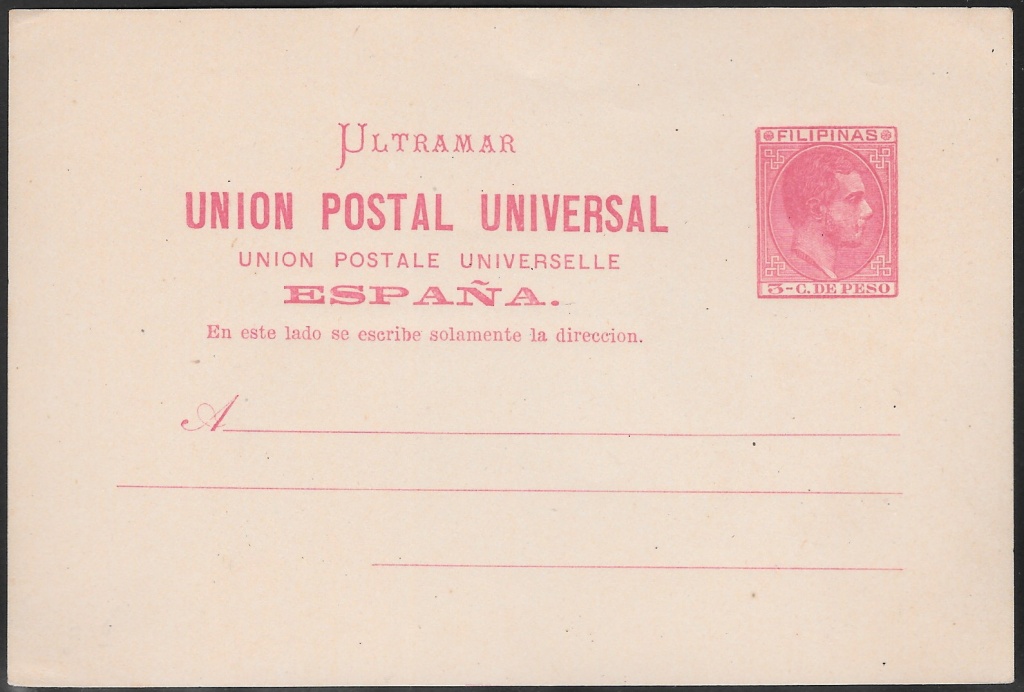 ULTRAMAR
UNION POSTAL UNIVERSAL
UNION POSTALE UNIVERSELLE
ESPAÑA.
En este lado se escribe solamente la direccion.
A
FILIPINAS
3-C. DE PESO